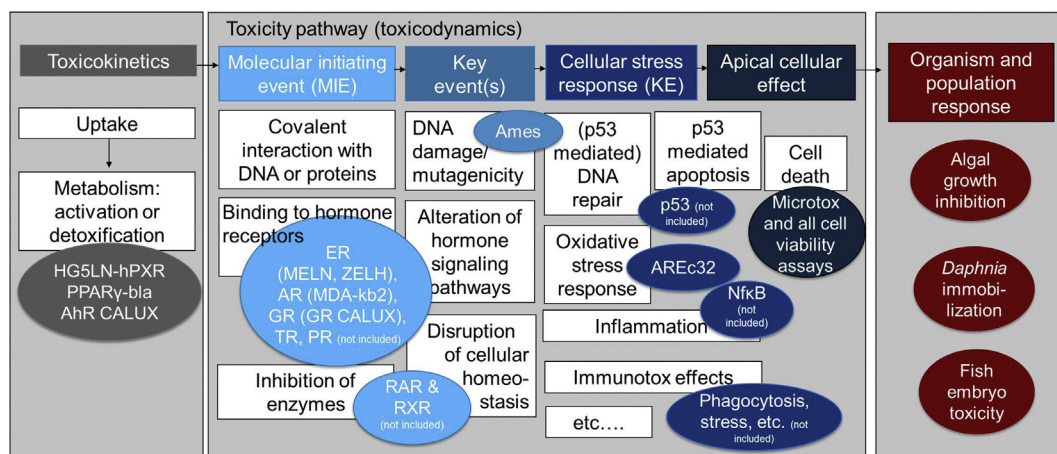 Toxicity pathway (toxicodynamics)
Toxicokinetics
Molecular initiating
event (MIE)
Key
event(s)
Cellular stress
response (KE)
Apical cellular
effect
Organism and
population
response
Uptake
Metabolism:
activation or
detoxification
HG5LN-hPXR
PPARγ-bla
AhR CALUX
Covalent
interaction with
DNA or proteins
Binding to hormone
receptors
ER
(MELN, ZELH),
AR (MDA-kb2),
GR (GR CALUX),
TR, PR (not included)
Inhibition of
enzymes
RAR &
RXR
(not included)
DNA
damage/
mutagenicity
Ames
Alteration of
hormone
signaling
pathways
Disruption
of cellular
homeo-
stasis
(p53
mediated)
DNA
repair
Oxidative
stress
response
Inflammation
Immunotox effects
etc….
p53
mediated
apoptosis
p53 (not
included)
AREc32
NfκB
(not
included)
Phagocytosis,
stress, etc. (not
included)
Cell
death
Microtox
and all cell
viability
assays
Algal
growth
inhibition
Daphnia
immobi-
lization
Fish
embryo
toxicity